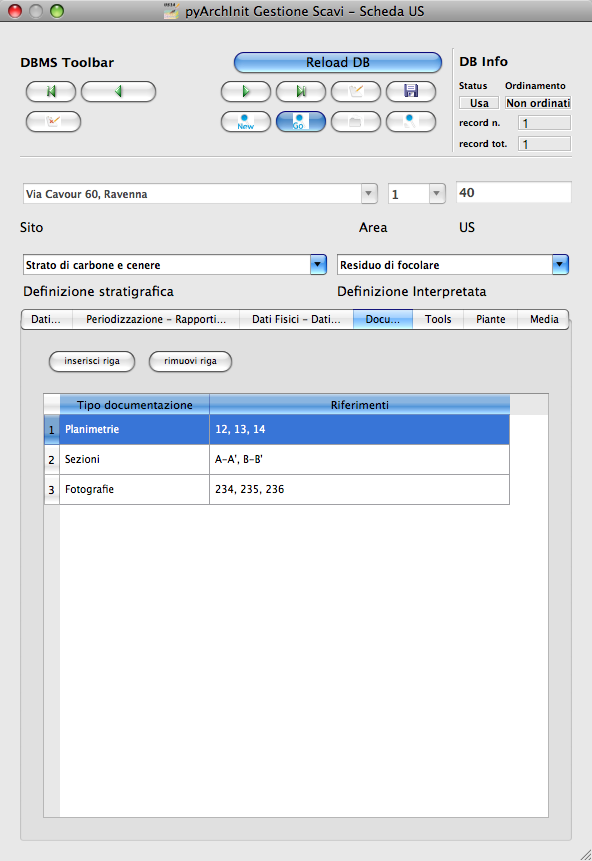 pyArchInit Gestione Scavi - Scheda US
DBMS Toolbar
Reload DB
DB Info
Status
Ordinamento
Usa
Non ordinati
New
Go
record n.
1
record tot.
1
Via Cavour 60, Ravenna
1
40
Sito
Area
US
Strato di carbone e cenere
Residuo di focolare
Definizione stratigrafica
Definizione Interpretata
Dati...
Periodizzazione - Rapporti...
Dati Fisici - Dati...
Docu...
Tools
Piante
Media
inserisci riga
rimuovi riga
Tipo documentazione
Riferimenti
1 Planimetrie 12, 13, 14
2 Sezioni A-A', B-B'
3 Fotografie 234, 235, 236